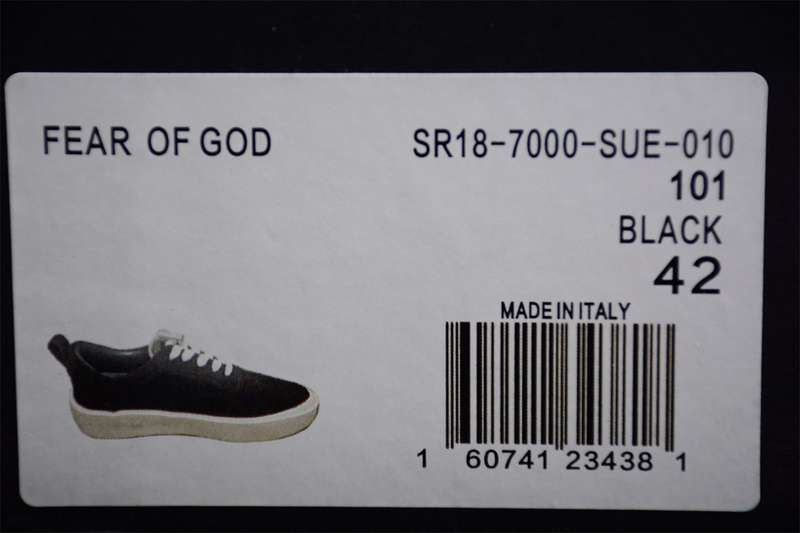 FEAR OF GOD
SR18-7000-SUE-010
101
BLACK
42
MADE IN ITALY
1 60741 23438 1